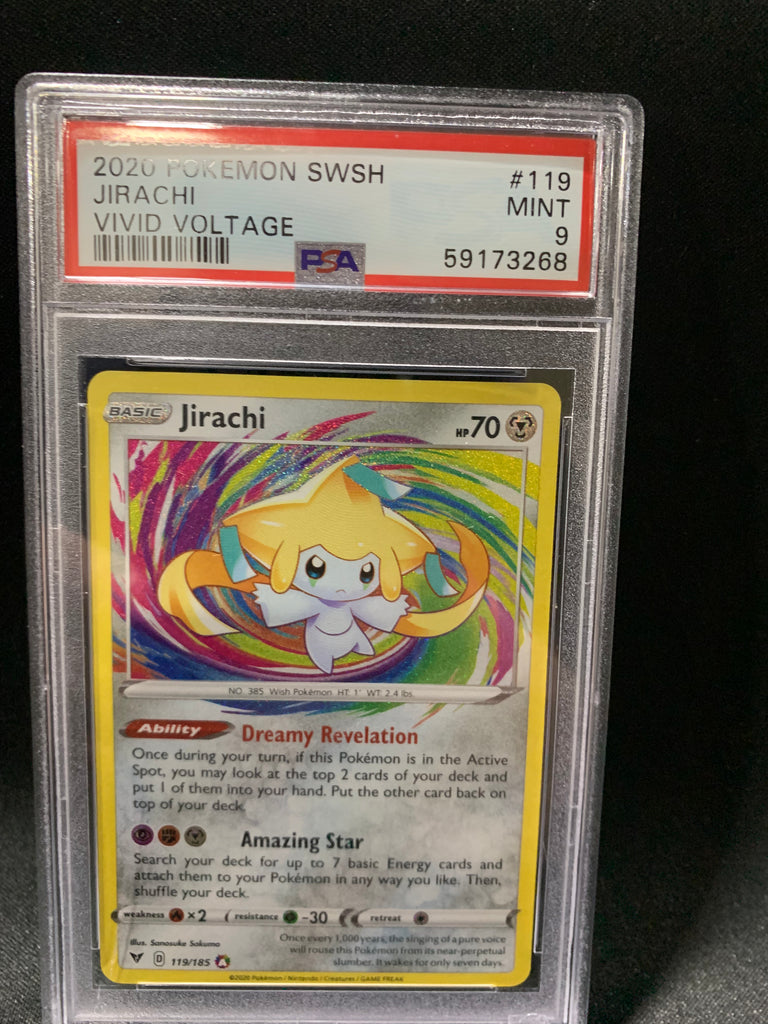 2020 POKEMON SWSH #119
JIRACHI MINT
VIVID VOLTAGE 9
PSA 59173268
BASIC Jirachi HP 70
NO. 385 Wish Pokémon HT: 1' WT: 2.4 lbs.
Ability Dreamy Revelation
Once during your turn, if this Pokémon is in the Active
Spot, you may look at the top 2 cards of your deck and
put 1 of them into your hand. Put the other card back on
top of your deck.
Amazing Star
Search your deck for up to 7 basic Energy cards and
attach them to your Pokémon in any way you like. Then,
shuffle your deck.
weakness ×2 resistance -30 retreat
Illus. Sanosuke Sakuma
Once every 1,000 years, the singing of a pure voice
will rouse this Pokémon from its near-perpetual
slumber. It wakes for only seven days.
D 119/185 A
©2020 Pokémon / Nintendo / Creatures / GAME FREAK